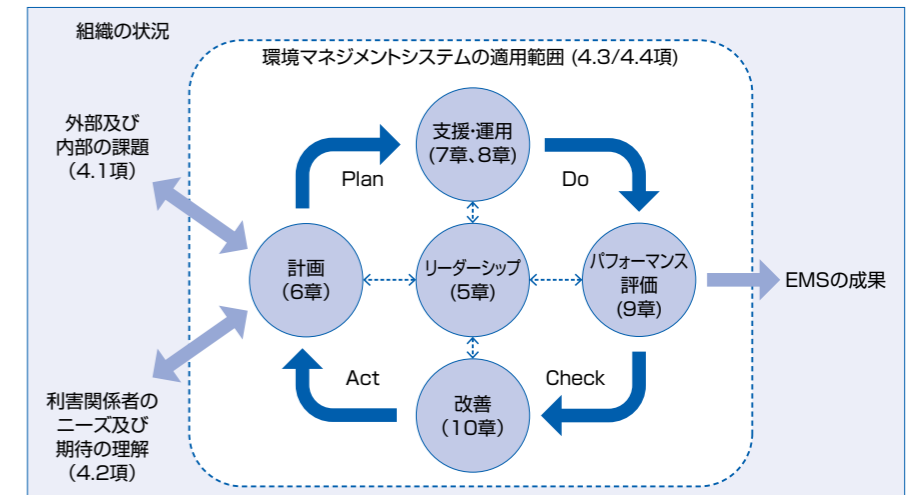 組織の状況
環境マネジメントシステムの適用範囲 (4.3/4.4項)
外部及び
内部の課題
(4.1項)
支援・運用
(7章、8章)
Plan
Do
計画
(6章)
リーダーシップ
(5章)
パフォーマンス
評価
(9章)
EMSの成果
Act
Check
改善
(10章)
利害関係者の
ニーズ及び
期待の理解
(4.2項)